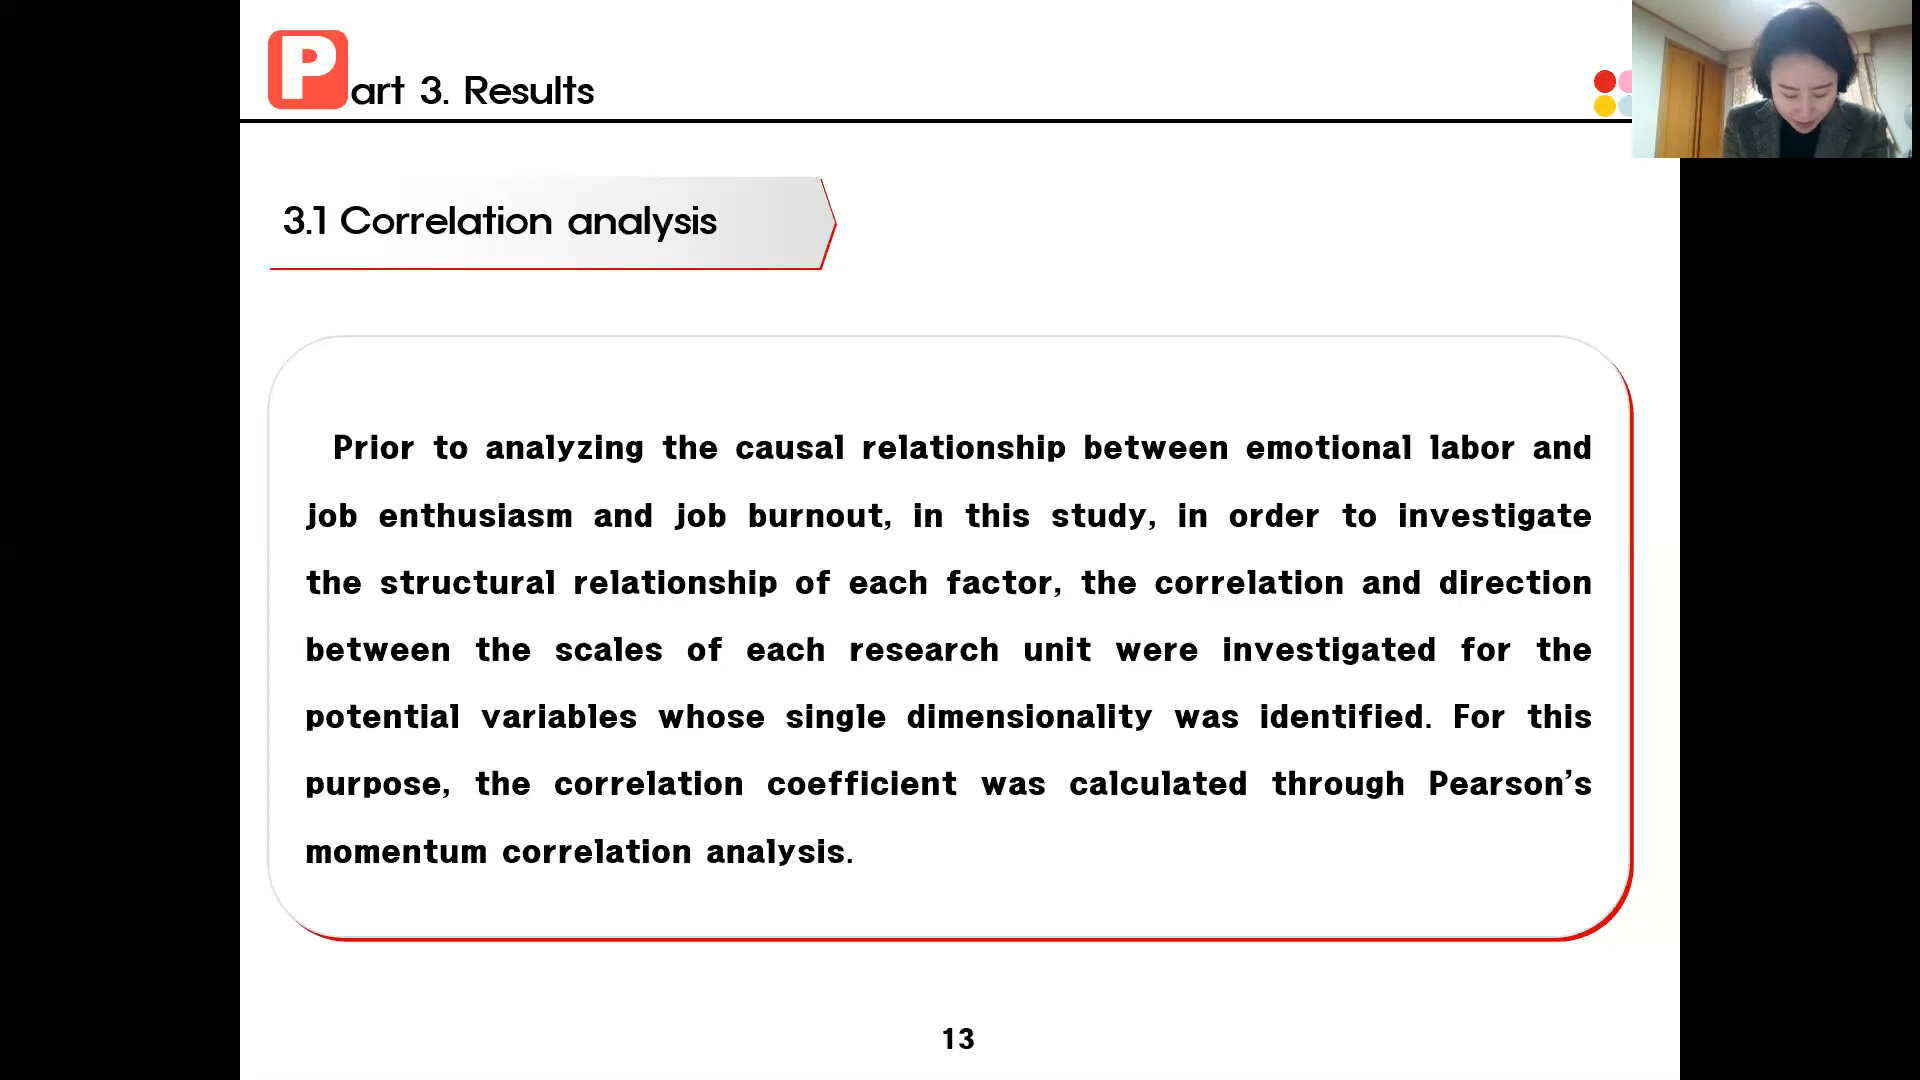 Part 3. Results
3.1 Correlation analysis
Prior to analyzing the causal relationship between emotional labor and
job enthusiasm and job burnout, in this study, in order to investigate
the structural relationship of each factor, the correlation and direction
between the scales of each research unit were investigated for the
potential variables whose single dimensionality was identified. For this
purpose, the correlation coefficient was calculated through Pearson’s
momentum correlation analysis.
13